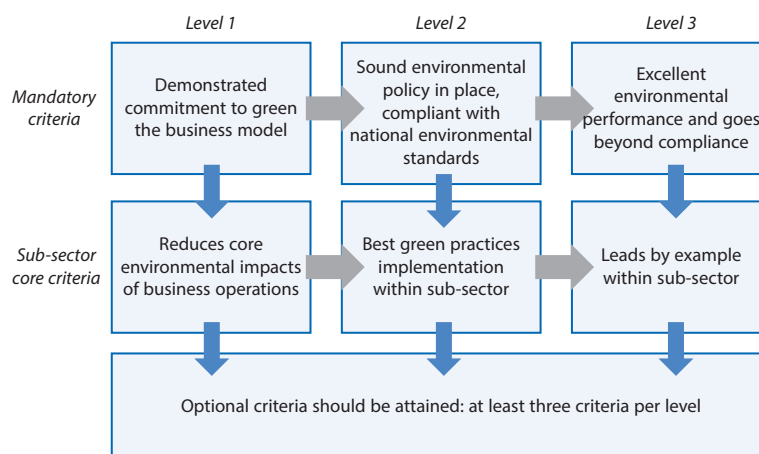 Level 1
Level 2
Level 3
Mandatory
criteria
Demonstrated
commitment to green
the business model
Sound environmental
policy in place,
compliant with
national environmental
standards
Excellent
environmental
performance and goes
beyond compliance
Sub-sector
core criteria
Reduces core
environmental impacts
of business operations
Best green practices
implementation
within sub-sector
Leads by example
within sub-sector
Optional criteria should be attained: at least three criteria per level